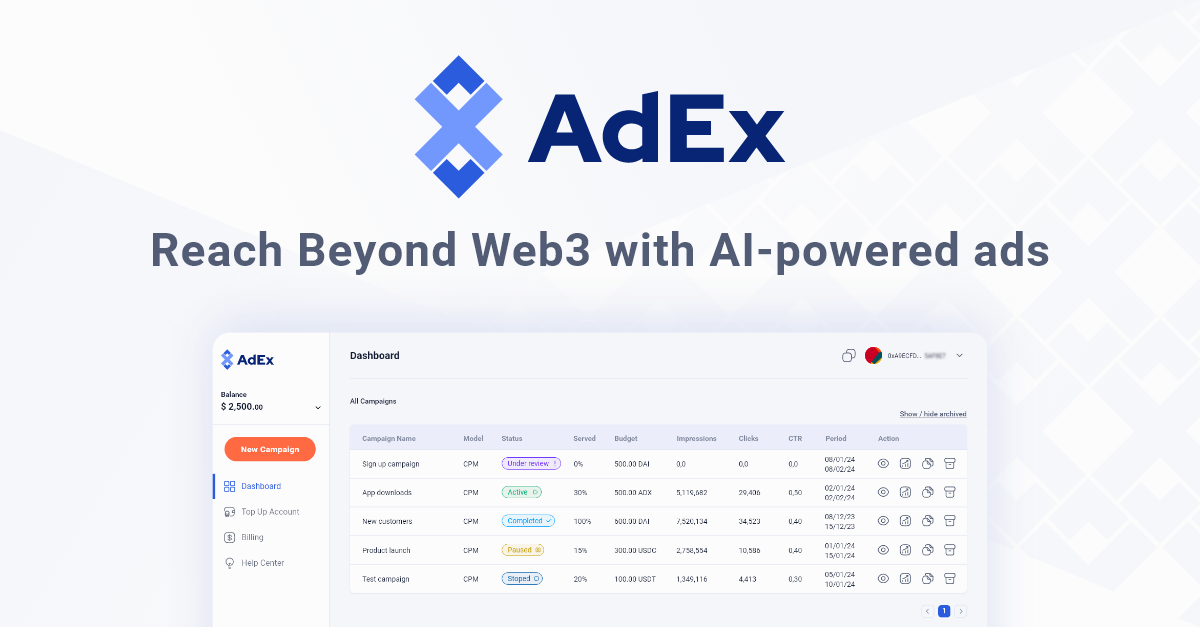 AdEx
Reach Beyond Web3 with AI-powered ads
AdEx
Dashboard
0xA9ECFD...
Balance
$ 2,500.00
All Campaigns
Show / hide archived
New Campaign
Dashboard
Top Up Account
Billing
Help Center
Campaign Name Model Status Served Budget Impressions Clicks CTR Period Action
Sign up campaign CPM Under review ! 0% 500.00 DAI 0,0 0,0 0,0 08/01/24
08/02/24
App downloads CPM Active 30% 500.00 ADX 5,119,682 29,406 0,50 02/01/24
02/02/24
New customers CPM Completed 100% 600.00 DAI 7,520,134 34,523 0,40 08/12/23
15/12/23
Product launch CPM Paused 15% 300.00 USDC 2,758,554 10,586 0,40 01/01/24
15/01/24
Test campaign CPM Stoped 20% 100.00 USDT 1,349,116 4,413 0,30 05/01/24
10/01/24
1